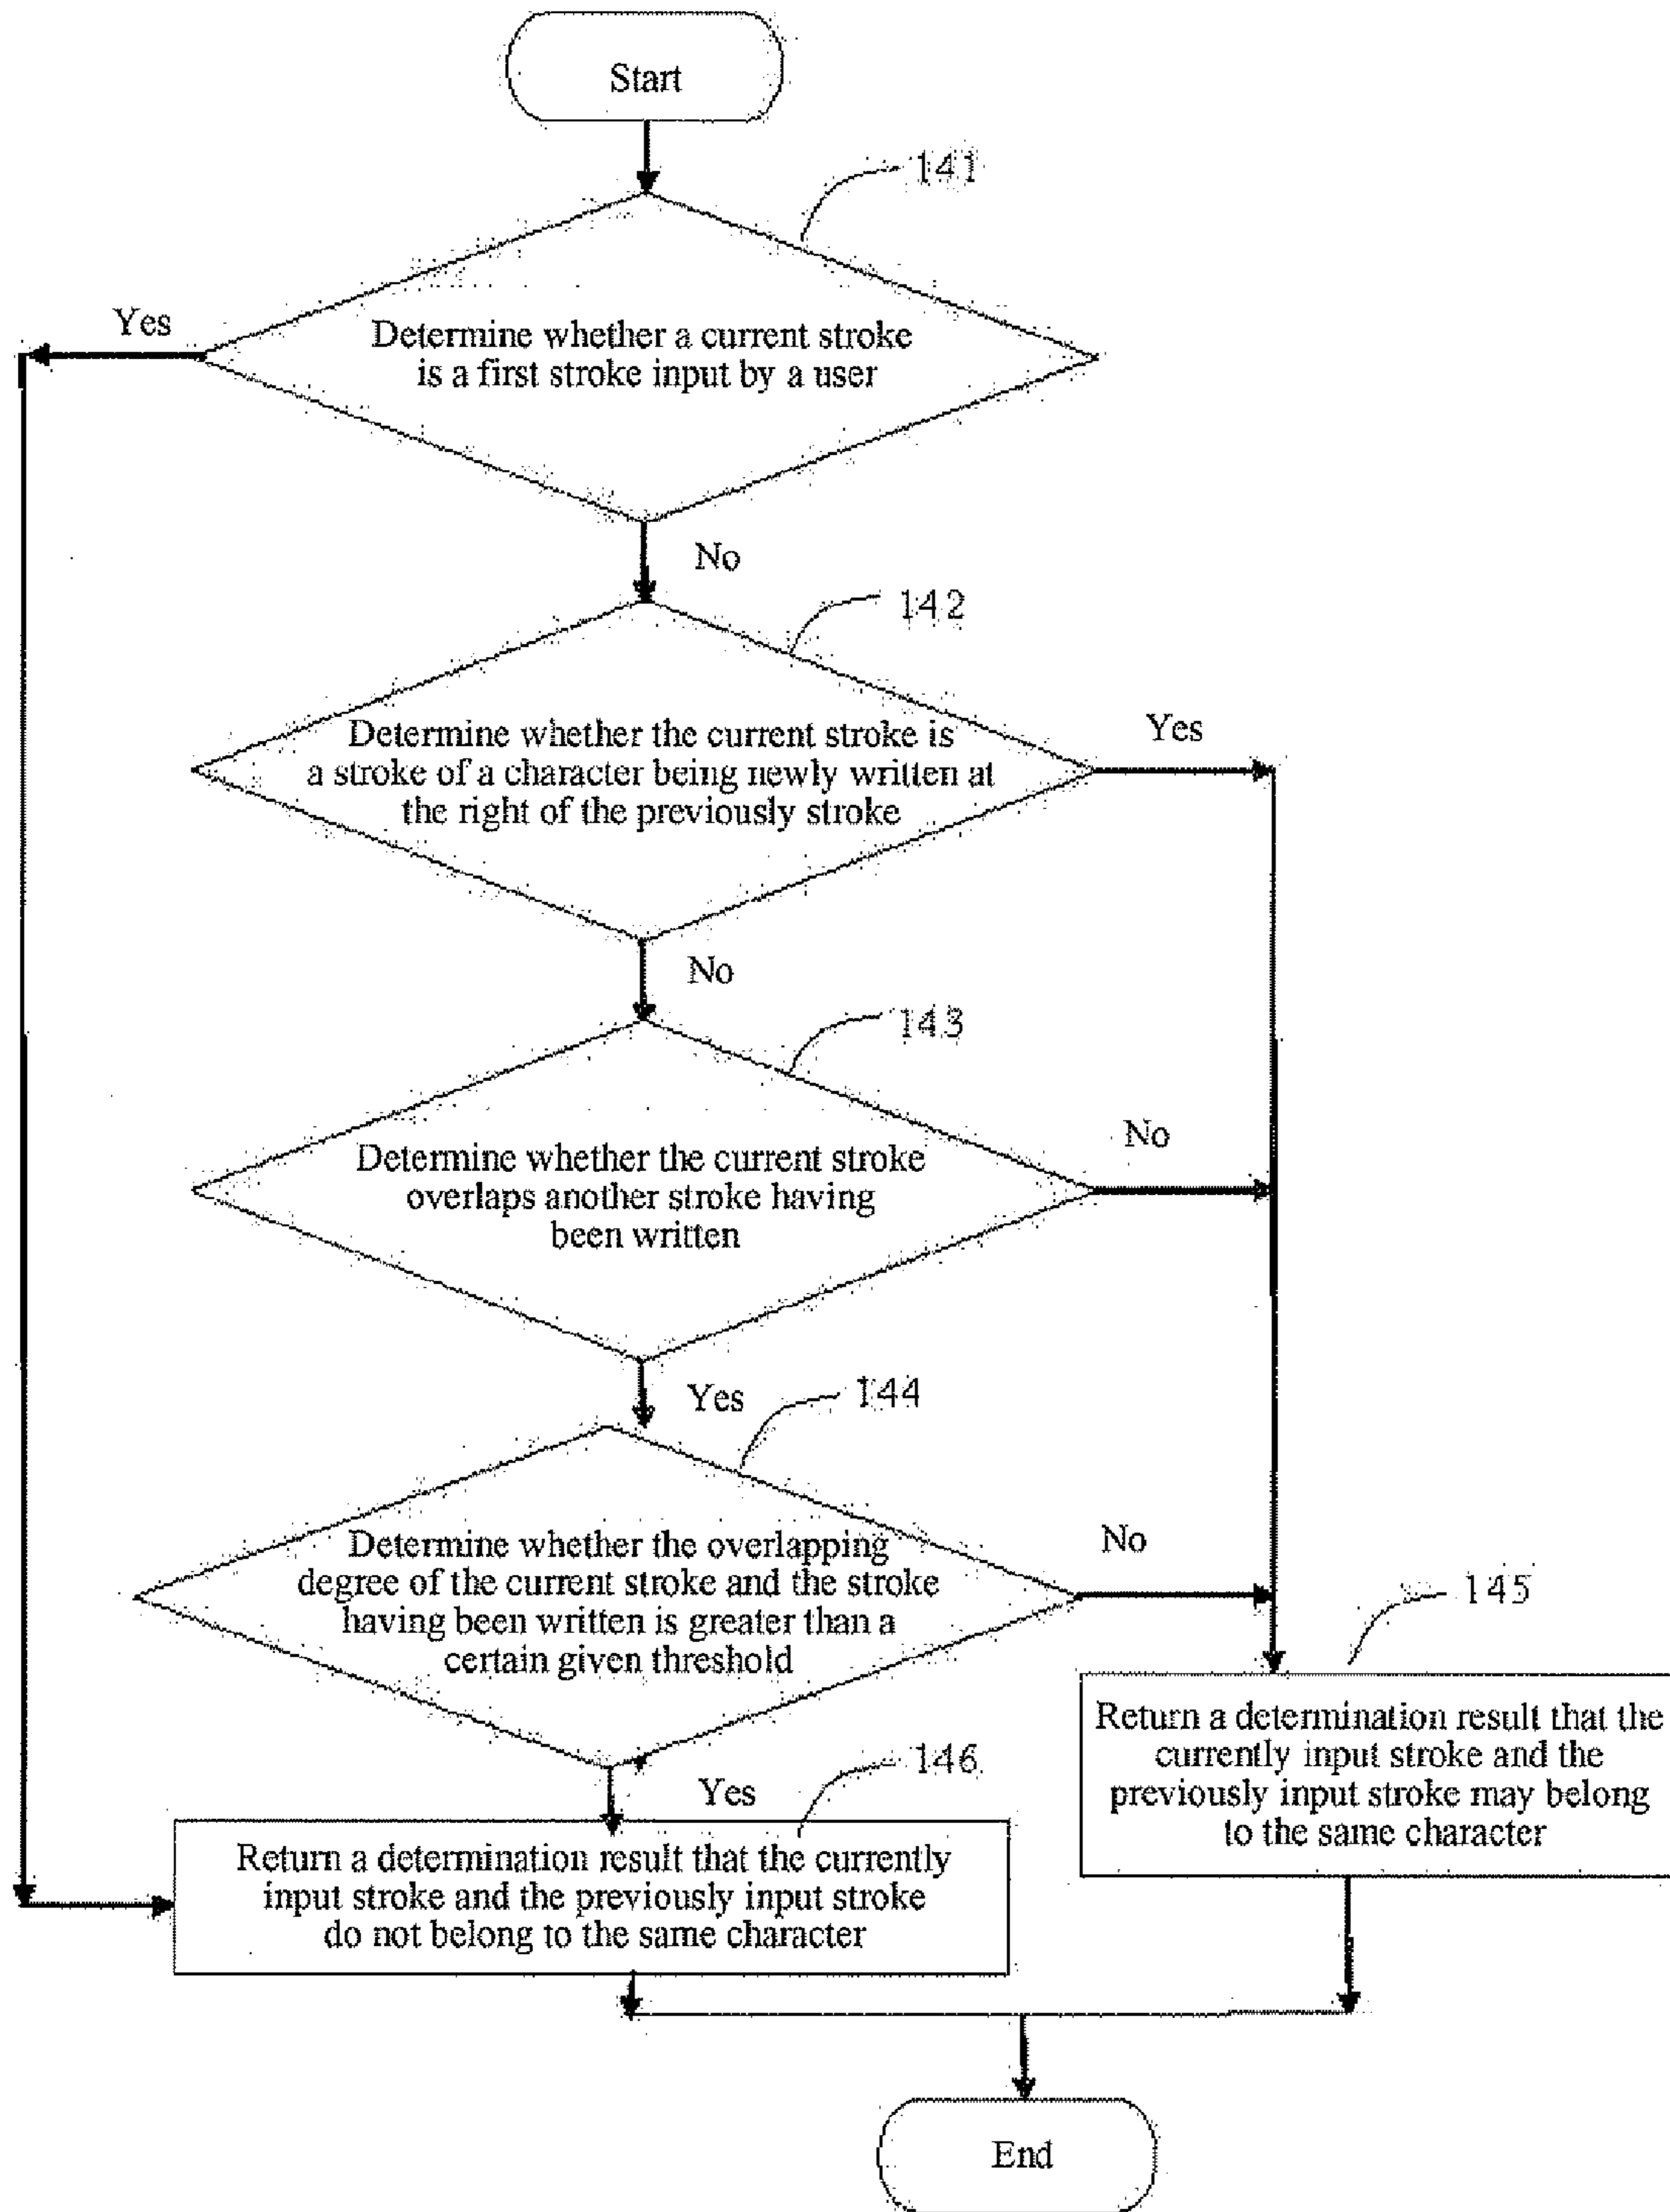 Start
141
Yes
Determine whether a current stroke
is a first stroke input by a user
No
142
Determine whether the current stroke is
a stroke of a character being newly written at
the right of the previously stroke
Yes
No
143
Determine whether the current stroke
overlaps another stroke having
been written
No
Yes
144
Determine whether the overlapping
degree of the current stroke and the stroke
having been written is greater than a
certain given threshold
No
145
Return a determination result that the
currently input stroke and the
previously input stroke may belong
to the same character
Yes
146
Return a determination result that the currently
input stroke and the previously input stroke
do not belong to the same character
End